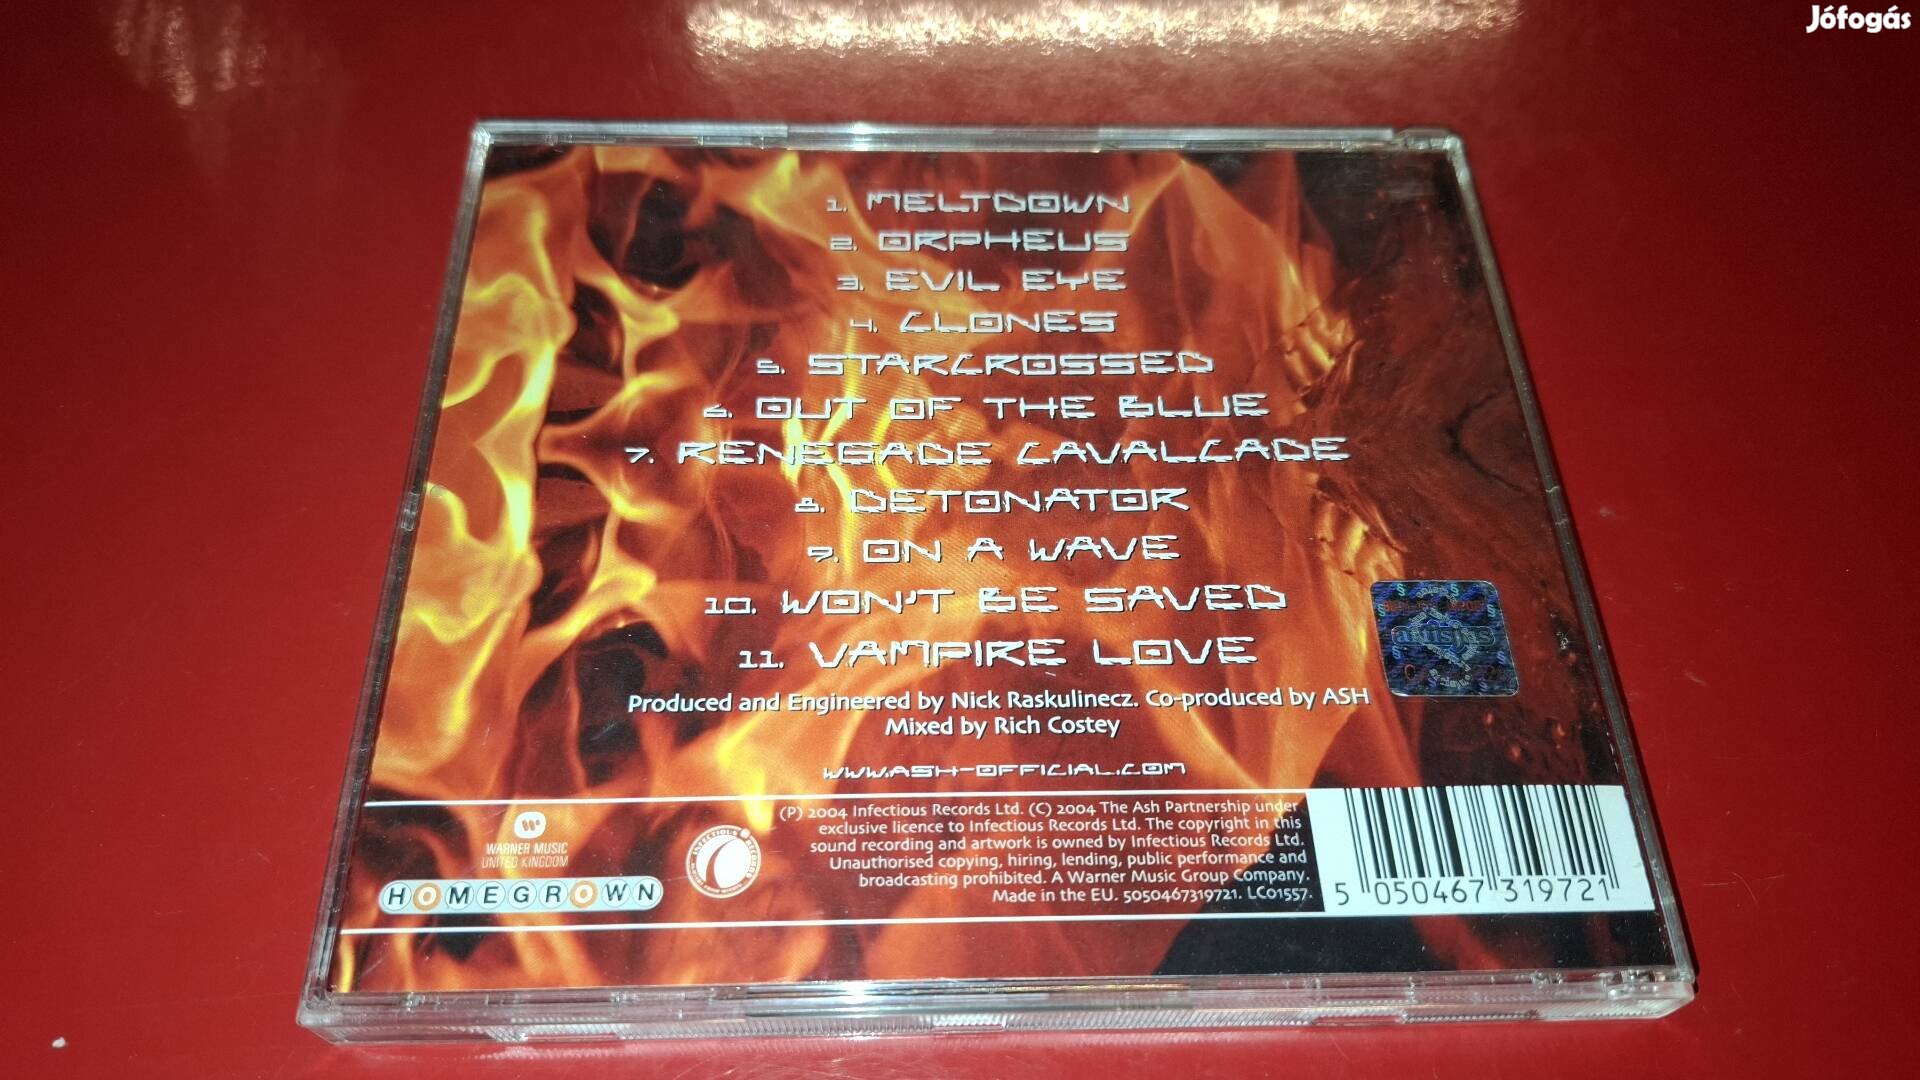 Jófogás
1. MELTDOWN
2. ORPHEUS
3. EVIL EYE
4. CLONES
5. STARCROSSED
6. OUT OF THE BLUE
7. RENEGADE CAVALCADE
8. DETONATOR
9. ON A WAVE
10. WON'T BE SAVED
11. VAMPIRE LOVE
artisjus
Produced and Engineered by Nick Raskulinecz. Co-produced by ASH
Mixed by Rich Costey
WWW.ASH-OFFICIAL.COM
WARNER MUSIC
UNITED KINGDOM
HOMEGROWN
INFECTIOUS RECORDS
(P) 2004 Infectious Records Ltd. (C) 2004 The Ash Partnership under
exclusive licence to Infectious Records Ltd. The copyright in this
sound recording and artwork is owned by Infectious Records Ltd.
Unauthorised copying, hiring, lending, public performance and
broadcasting prohibited. A Warner Music Group Company.
Made in the EU. 5050467319721. LC01557.
5 050467 319721